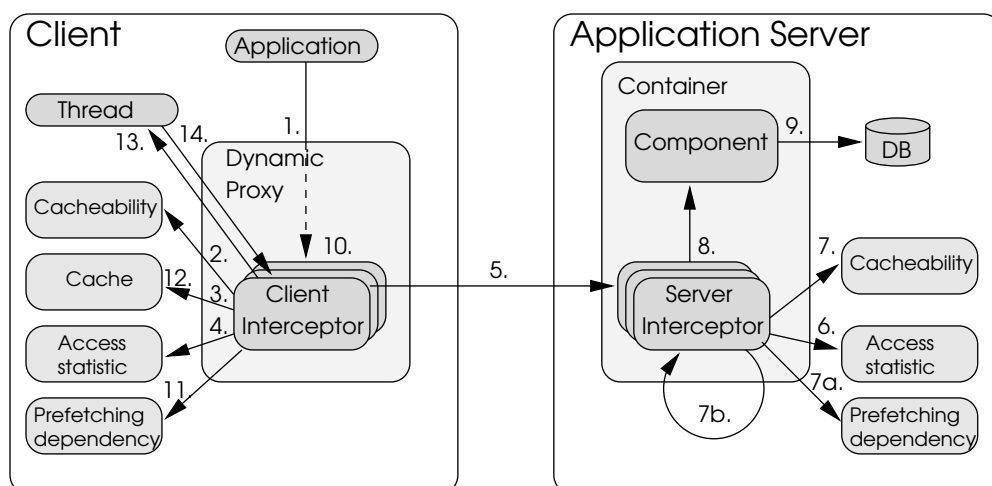 Client
Application
Thread
13.
14.
1.
Dynamic
Proxy
Cacheability
2.
10.
Cache
12.
3.
Client
Interceptor
4.
Access
statistic
11.
Prefetching
dependency
5.
Application Server
Container
Component
9.
DB
8.
7.
Server
Interceptor
Cacheability
6.
Access
statistic
7a.
7b.
Prefetching
dependency